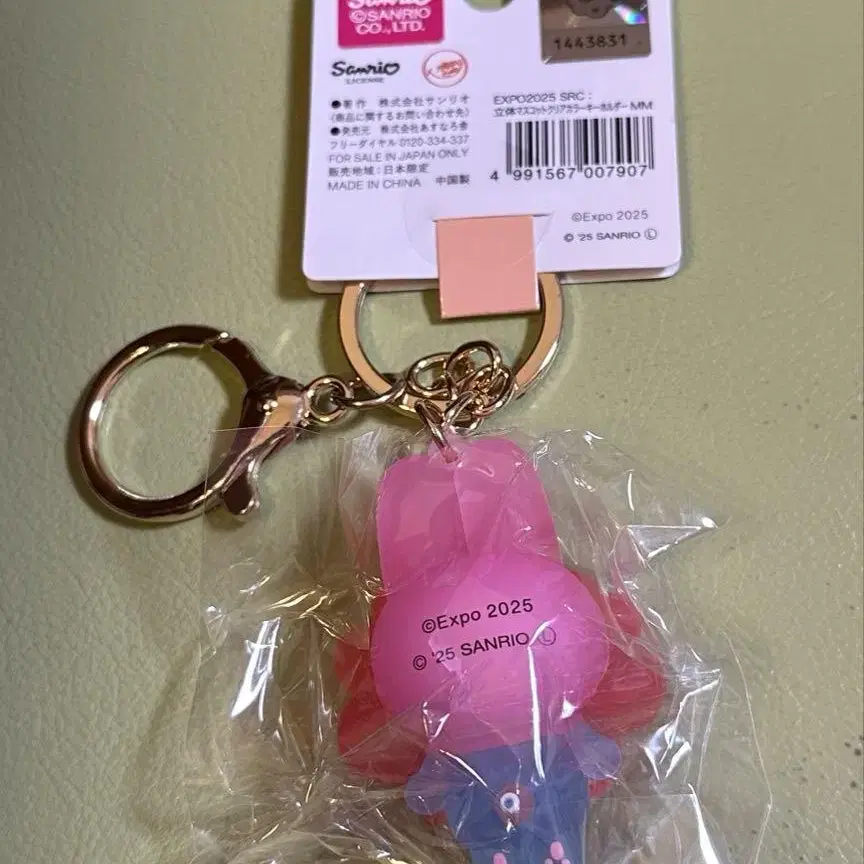 Sanrio
©SANRIO
CO., LTD.
1443831
Sanrio
LICENSE
●著作 株式会社サンリオ
(商品に関するお問い合わせ先)
●発売元 株式会社あすなろ舎
フリーダイヤル 0120-334-337
FOR SALE IN JAPAN ONLY
販売地域:日本限定
MADE IN CHINA 中国製
EXPO2025 SRC:
立体マスコットクリアカラーキーホルダー MM
4 991567 007907
©Expo 2025
© '25 SANRIO Ⓛ
©Expo 2025
© '25 SANRIO Ⓛ